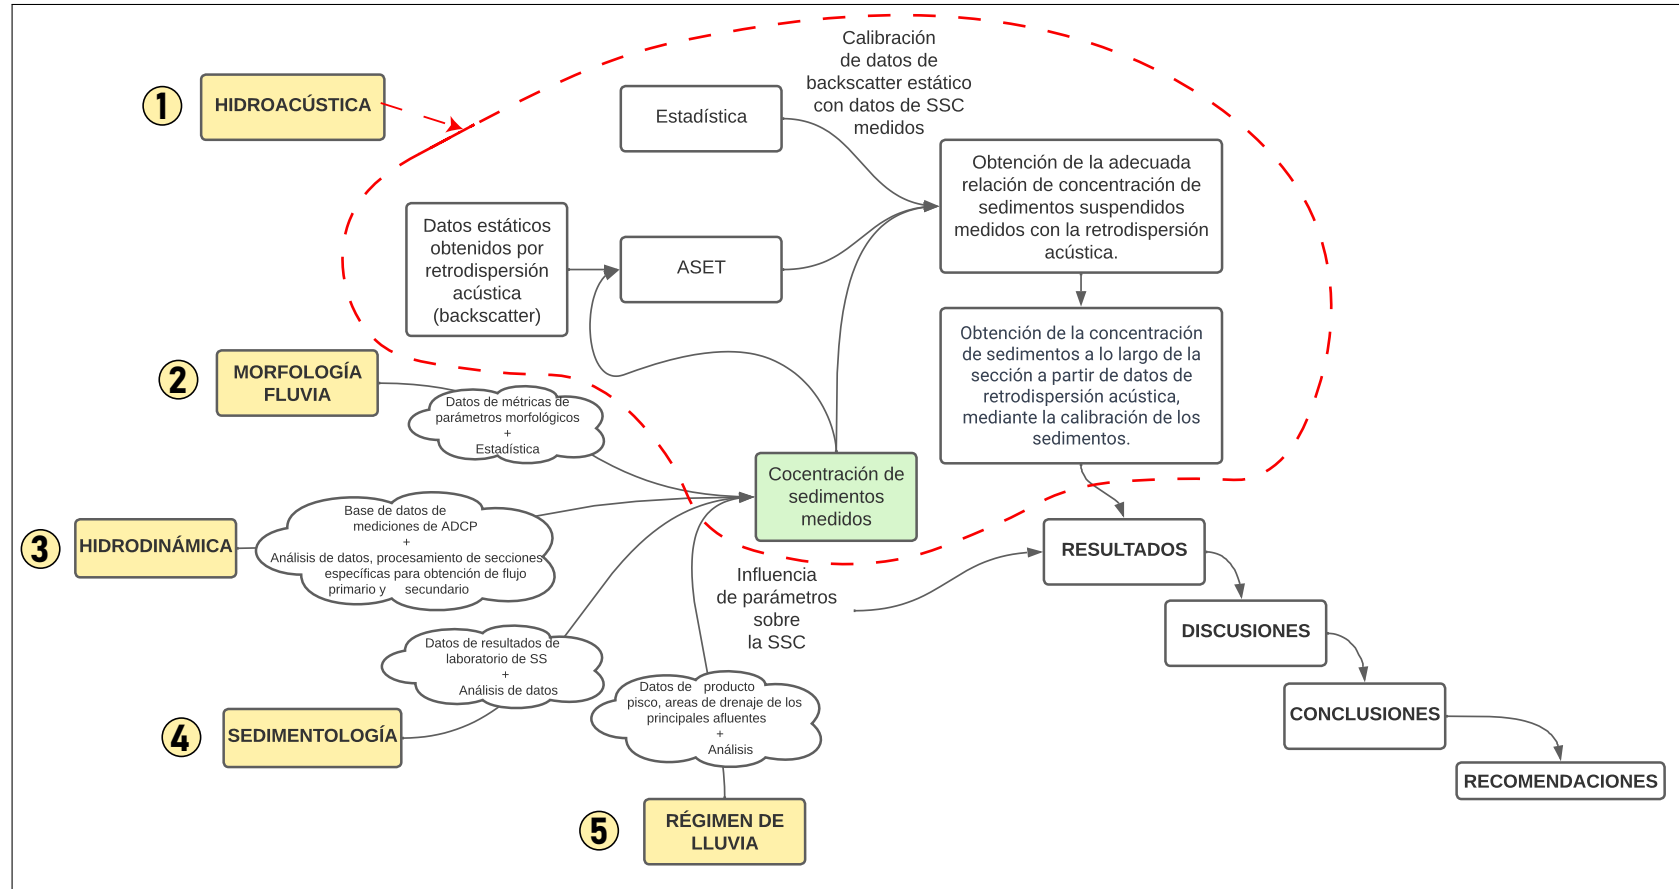 1
HIDROACÚSTICA
Estadística
Calibración
de datos de
backscatter estático
con datos de SSC
medidos
Datos estáticos
obtenidos por
retrodispersión
acústica
(backscatter)
ASET
Obtención de la adecuada
relación de concentración de
sedimentos suspendidos
medidos con la retrodispersión
acústica.
Obtención de la concentración
de sedimentos a lo largo de la
sección a partir de datos de
retrodispersión acústica,
mediante la calibración de los
sedimentos.
2
MORFOLOGÍA
FLUVIA
Datos de métricas de
parámetros morfológicos
+
Estadística
Cocentración de
sedimentos
medidos
3
HIDRODINÁMICA
Base de datos de
mediciones de ADCP
+
Análisis de datos, procesamiento de secciones
específicas para obtención de flujo
primario y secundario
Influencia
de parámetros
sobre
la SSC
RESULTADOS
DISCUSIONES
CONCLUSIONES
RECOMENDACIONES
4
SEDIMENTOLOGÍA
Datos de resultados de
laboratorio de SS
+
Análisis de datos
Datos de producto
pisco, areas de drenaje de los
principales afluentes
+
Análisis
5
RÉGIMEN DE
LLUVIA